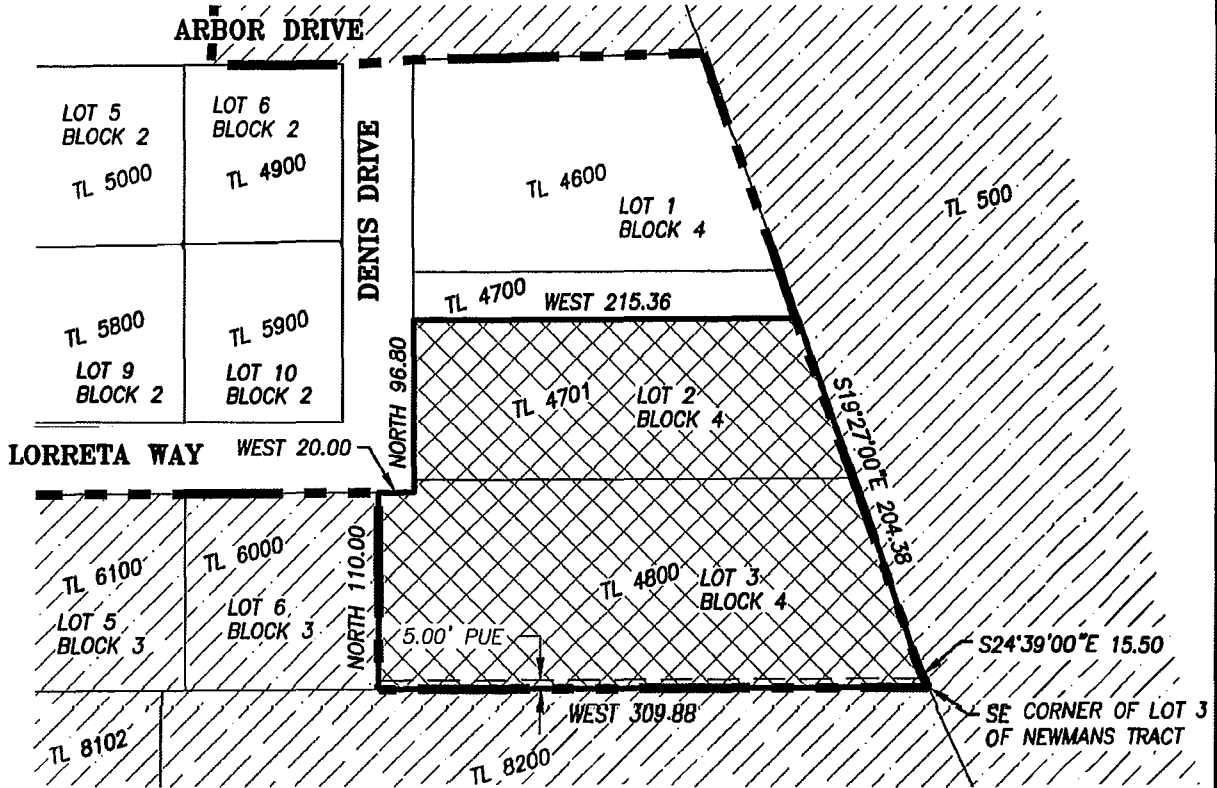 ARBOR DRIVE
LOT 5
BLOCK 2
TL 5000
LOT 6
BLOCK 2
TL 4900
DENIS DRIVE
TL 4600
LOT 1
BLOCK 4
TL 500
TL 4700
WEST 215.36
TL 5800
LOT 9
BLOCK 2
TL 5900
LOT 10
BLOCK 2
NORTH 96.80
TL 4701
LOT 2
BLOCK 4
S19°27'00"E 204.38
LORRETA WAY
WEST 20.00
TL 6100
LOT 5
BLOCK 3
TL 6000
LOT 6
BLOCK 3
NORTH 110.00
TL 4800
LOT 3
BLOCK 4
5.00' PUE
S24°39'00"E 15.50
WEST 309.88
SE CORNER OF LOT 3
OF NEWMANS TRACT
TL 8102
TL 8200